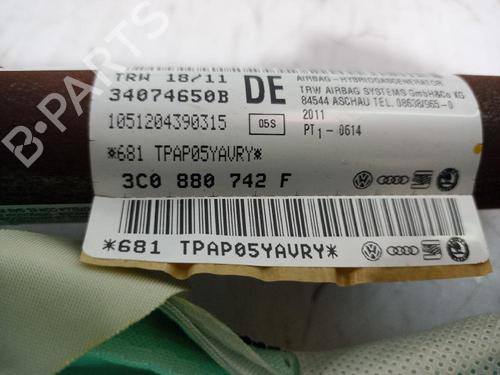 TRW 18/11
34074650B
DE
1051204390315
05S
*681 TPAP05YAVRY*
3C0 880 742 F
AIRBAG-HYBRIDGASGENERATOR
TRW AIRBAG SYSTEMS GmbH&Co KG
84544 ASCHAU TEL. 08638/965-0
2011
PT1-0614
*681 TPAP05YAVRY*